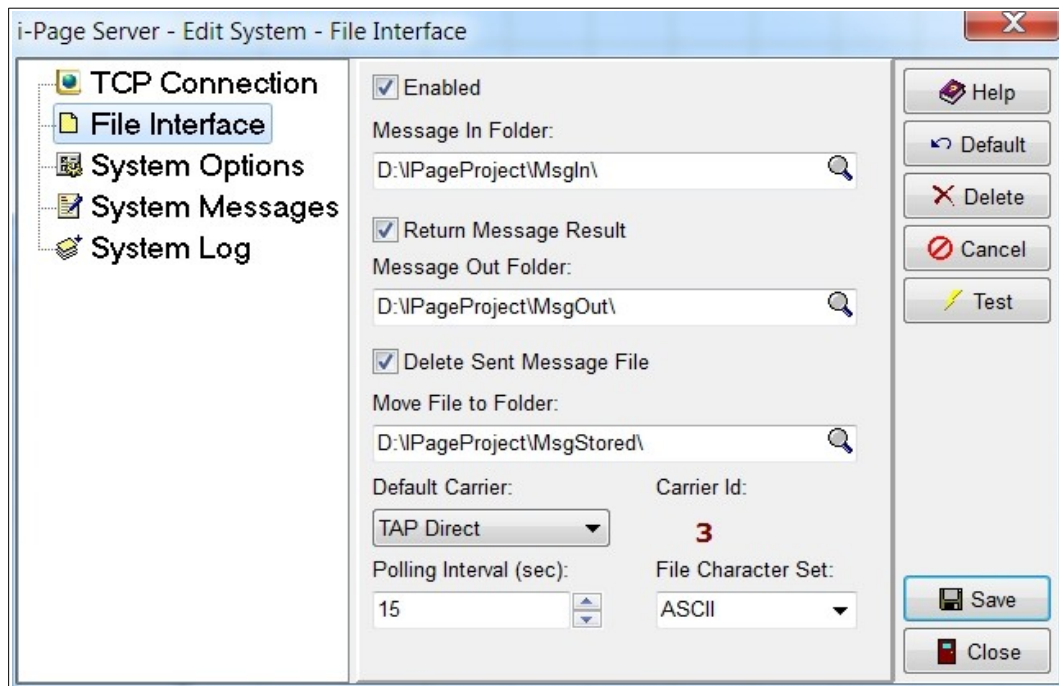 i-Page Server - Edit System - File Interface
TCP Connection
File Interface
System Options
System Messages
System Log
Enabled
Message In Folder:
D:\IPageProject\MsgIn\
Return Message Result
Message Out Folder:
D:\IPageProject\MsgOut\
Delete Sent Message File
Move File to Folder:
D:\IPageProject\MsgStored\
Default Carrier:
Carrier Id:
TAP Direct
3
Polling Interval (sec):
File Character Set:
15
ASCII
Help
Default
Delete
Cancel
Test
Save
Close